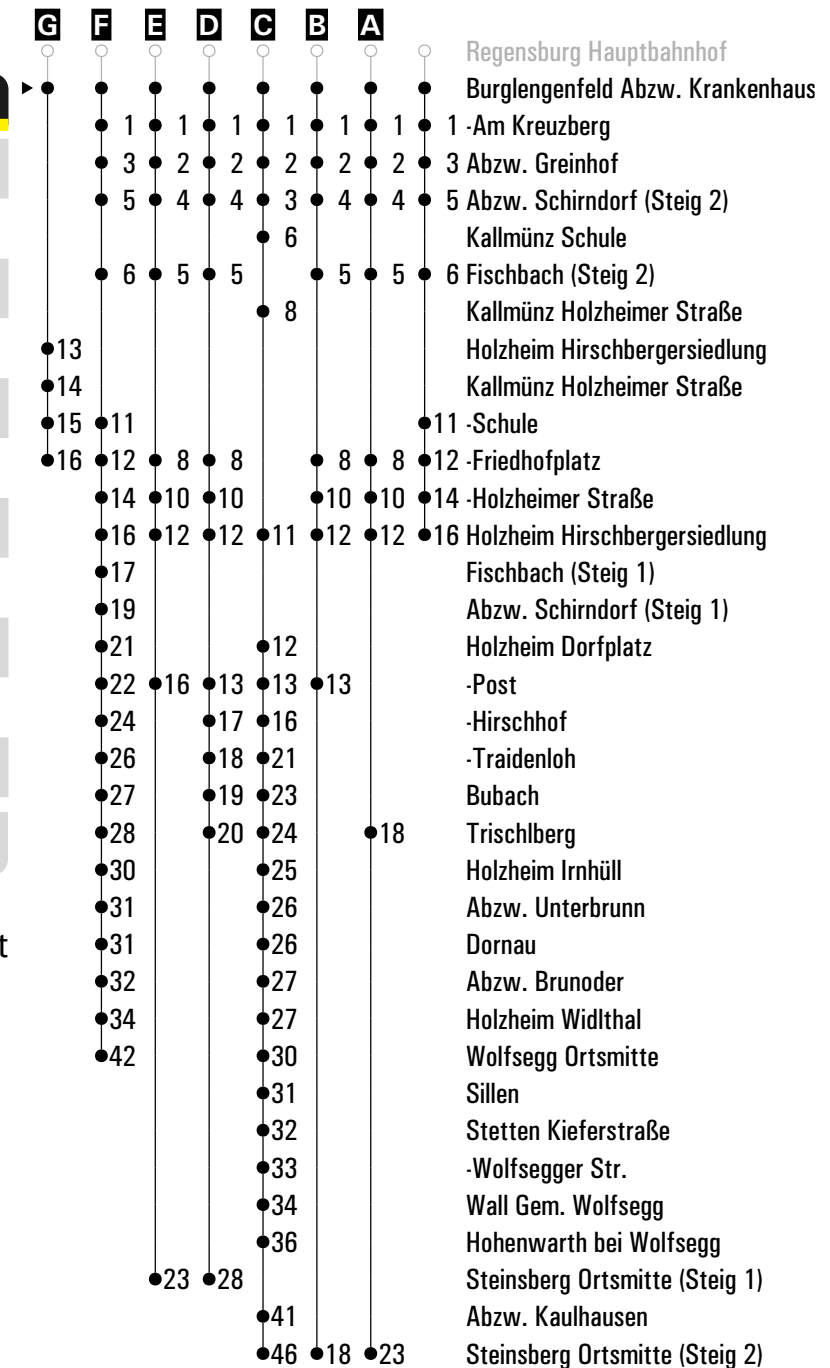 G F E D C B A
Regensburg Hauptbahnhof
Burglengenfeld Abzw. Krankenhaus
1 1 1 1 1 1 1 -Am Kreuzberg
3 2 2 2 2 2 3 Abzw. Greinhof
5 4 4 3 4 4 5 Abzw. Schirndorf (Steig 2)
6 Kallmünz Schule
6 5 5 5 5 6 Fischbach (Steig 2)
8 Kallmünz Holzheimer Straße
13 Holzheim Hirschbergersiedlung
14 Kallmünz Holzheimer Straße
15 11 11 -Schule
16 12 8 8 8 8 12 -Friedhofplatz
14 10 10 10 10 14 -Holzheimer Straße
16 12 12 11 12 12 16 Holzheim Hirschbergersiedlung
17 Fischbach (Steig 1)
19 Abzw. Schirndorf (Steig 1)
21 12 Holzheim Dorfplatz
22 16 13 13 13 -Post
24 17 16 -Hirschhof
26 18 21 -Traidenloh
27 19 23 Bubach
28 20 24 18 Trischlberg
30 25 Holzheim Irnhüll
31 26 Abzw. Unterbrunn
31 26 Dornau
32 27 Abzw. Brunoder
34 27 Holzheim Widlthal
42 30 Wolfsegg Ortsmitte
31 Sillen
32 Stetten Kieferstraße
33 -Wolfsegger Str.
34 Wall Gem. Wolfsegg
36 Hohenwarth bei Wolfsegg
23 28 Steinsberg Ortsmitte (Steig 1)
41 Abzw. Kaulhausen
46 18 23 Steinsberg Ortsmitte (Steig 2)